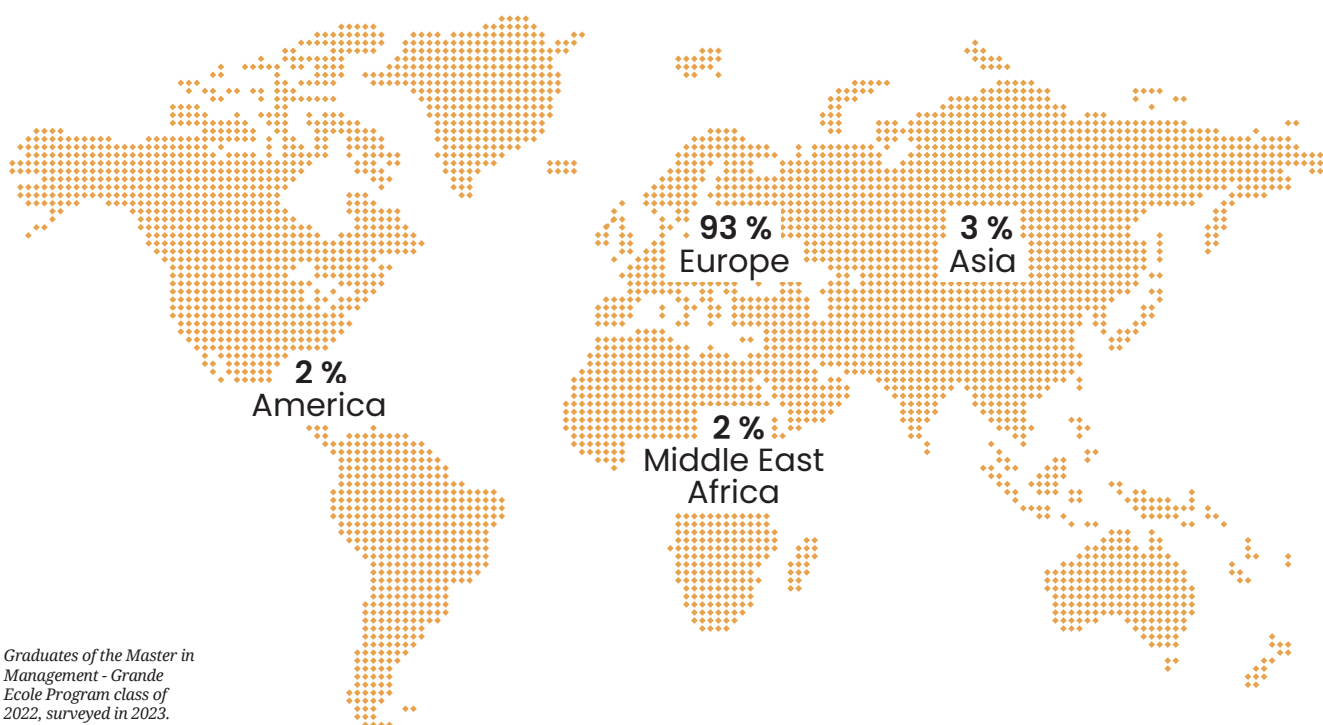 93 %
Europe
3 %
Asia
2 %
America
2 %
Middle East
Africa
Graduates of the Master in
Management - Grande
Ecole Program class of
2022, surveyed in 2023.